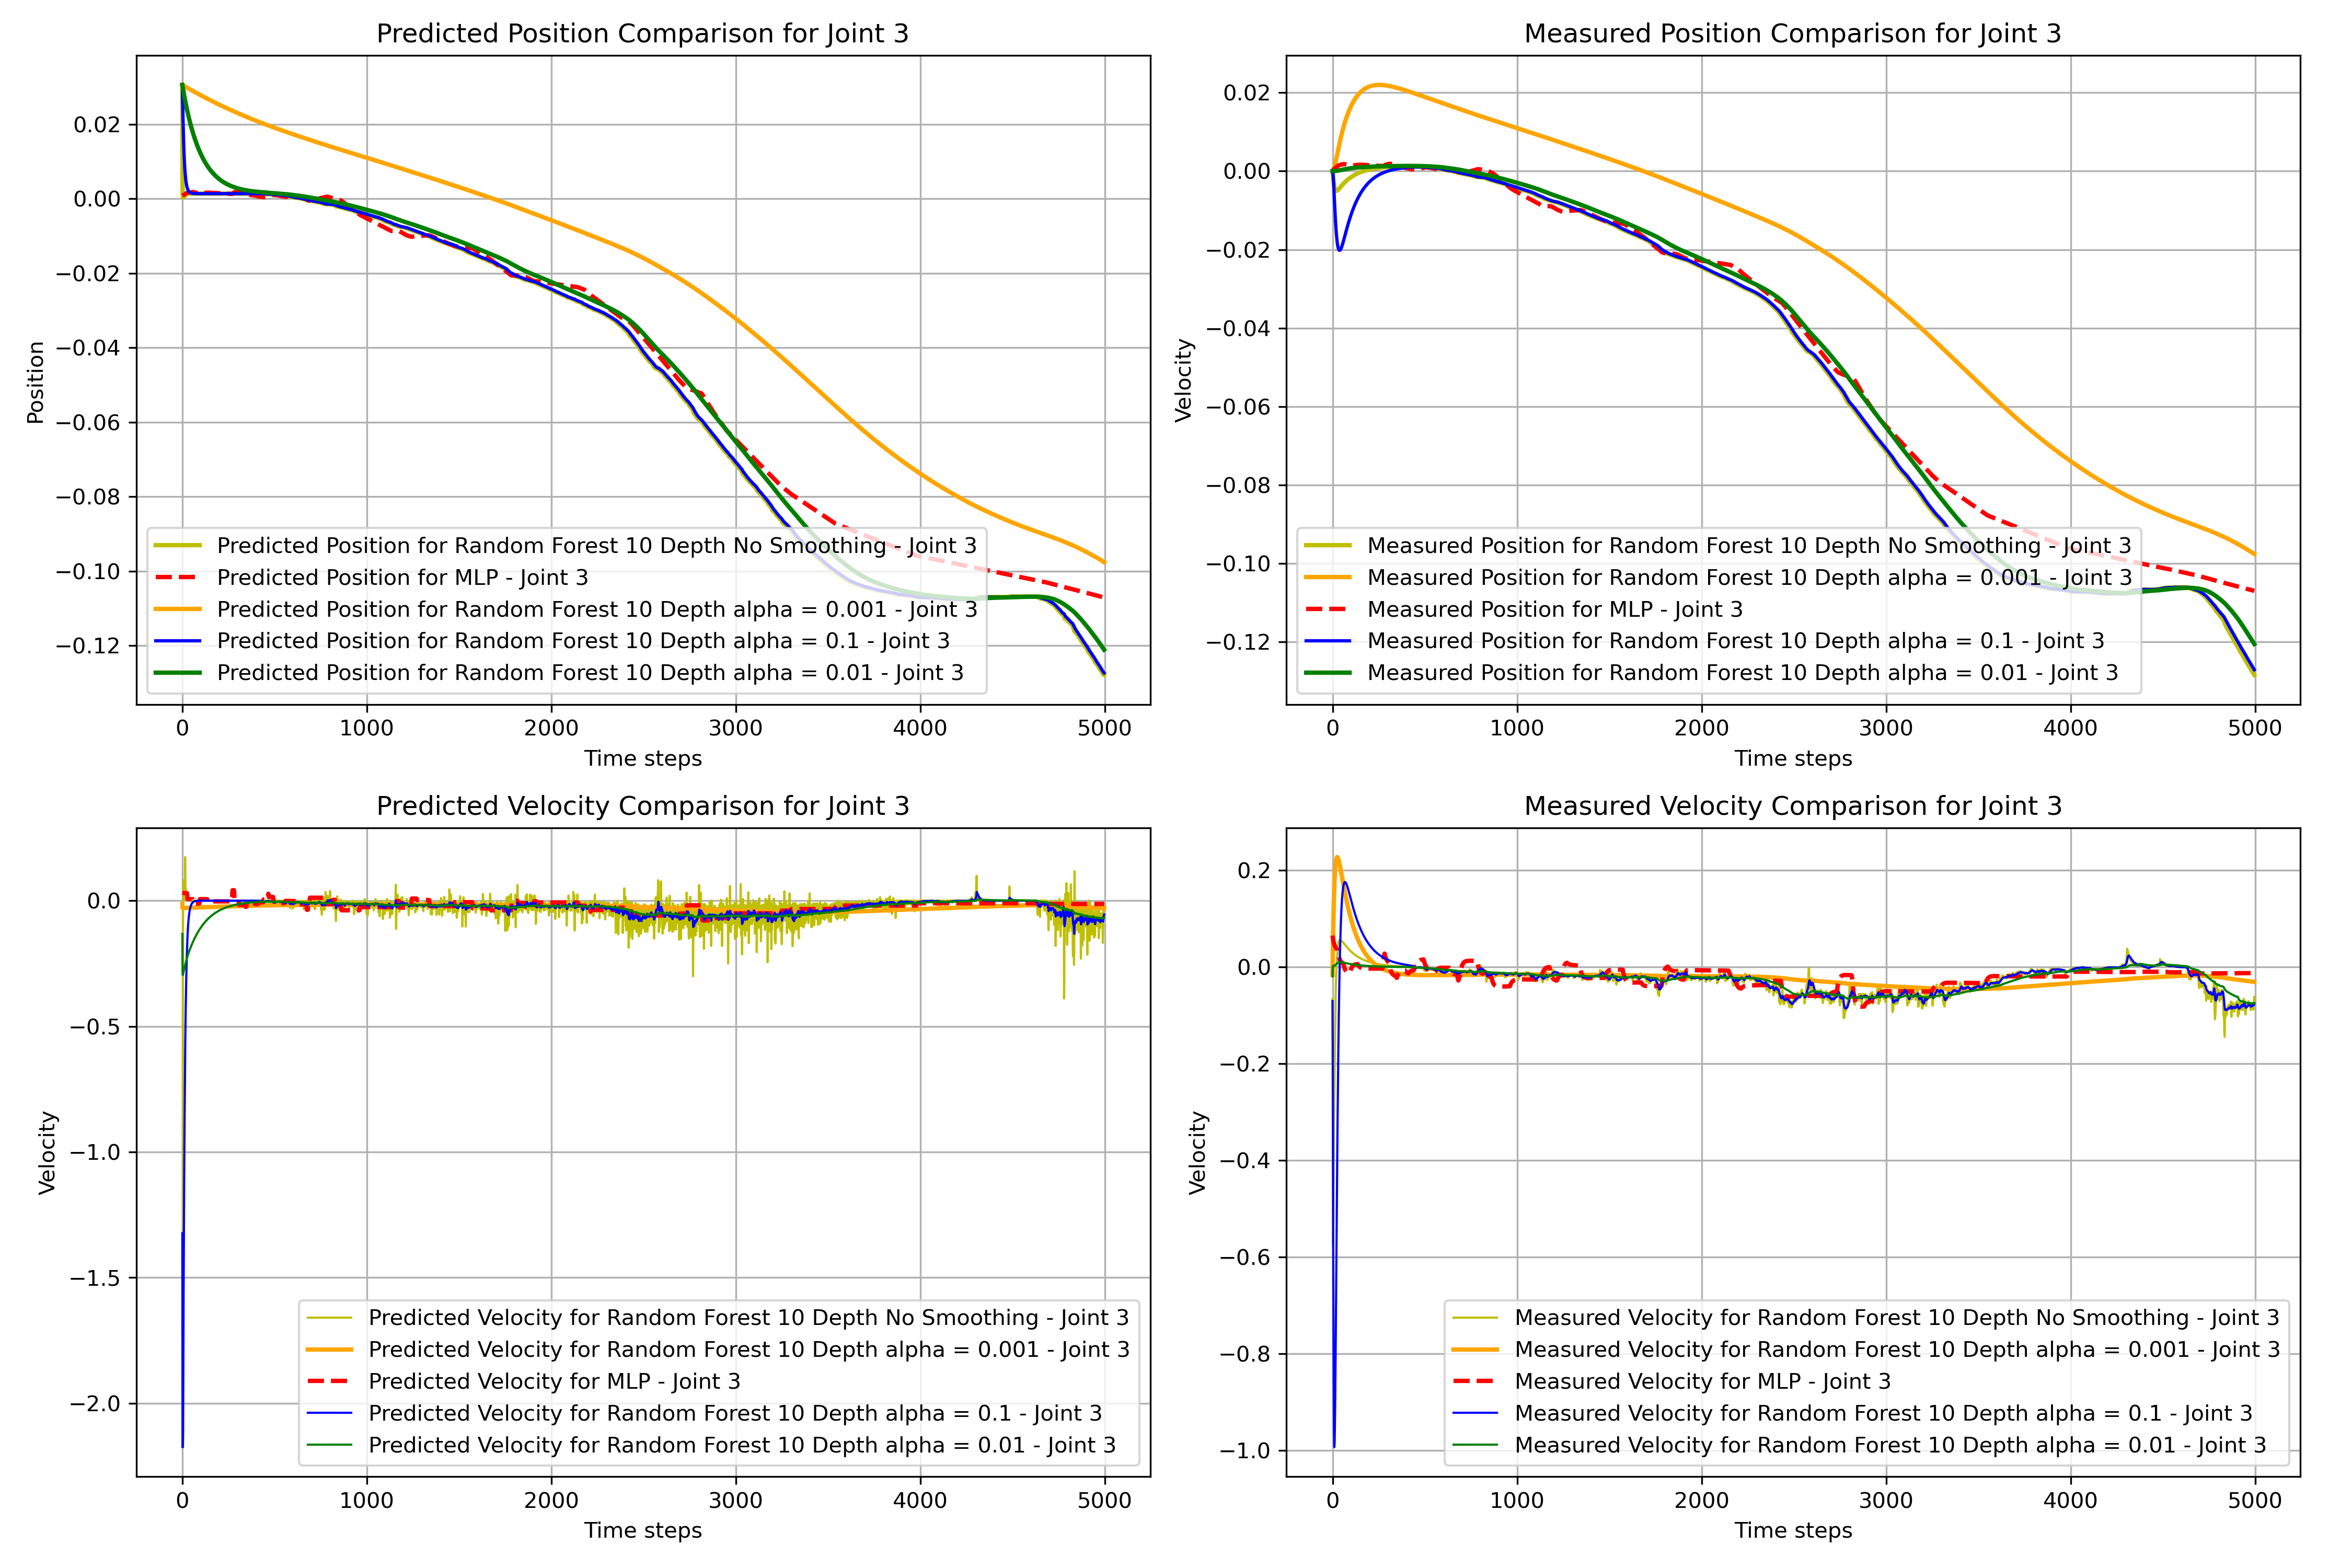 Predicted Position Comparison for Joint 3
Position
0.02
0.00
−0.02
−0.04
−0.06
−0.08
−0.10
−0.12
Predicted Position for Random Forest 10 Depth No Smoothing - Joint 3
Predicted Position for MLP - Joint 3
Predicted Position for Random Forest 10 Depth alpha = 0.001 - Joint 3
Predicted Position for Random Forest 10 Depth alpha = 0.1 - Joint 3
Predicted Position for Random Forest 10 Depth alpha = 0.01 - Joint 3
0 1000 2000 3000 4000 5000
Time steps
Measured Position Comparison for Joint 3
Velocity
0.02
0.00
−0.02
−0.04
−0.06
−0.08
−0.10
−0.12
Measured Position for Random Forest 10 Depth No Smoothing - Joint 3
Measured Position for Random Forest 10 Depth alpha = 0.001 - Joint 3
Measured Position for MLP - Joint 3
Measured Position for Random Forest 10 Depth alpha = 0.1 - Joint 3
Measured Position for Random Forest 10 Depth alpha = 0.01 - Joint 3
0 1000 2000 3000 4000 5000
Time steps
Predicted Velocity Comparison for Joint 3
Velocity
0.0
−0.5
−1.0
−1.5
−2.0
Predicted Velocity for Random Forest 10 Depth No Smoothing - Joint 3
Predicted Velocity for Random Forest 10 Depth alpha = 0.001 - Joint 3
Predicted Velocity for MLP - Joint 3
Predicted Velocity for Random Forest 10 Depth alpha = 0.1 - Joint 3
Predicted Velocity for Random Forest 10 Depth alpha = 0.01 - Joint 3
0 1000 2000 3000 4000 5000
Time steps
Measured Velocity Comparison for Joint 3
Velocity
0.2
0.0
−0.2
−0.4
−0.6
−0.8
−1.0
Measured Velocity for Random Forest 10 Depth No Smoothing - Joint 3
Measured Velocity for Random Forest 10 Depth alpha = 0.001 - Joint 3
Measured Velocity for MLP - Joint 3
Measured Velocity for Random Forest 10 Depth alpha = 0.1 - Joint 3
Measured Velocity for Random Forest 10 Depth alpha = 0.01 - Joint 3
0 1000 2000 3000 4000 5000
Time steps